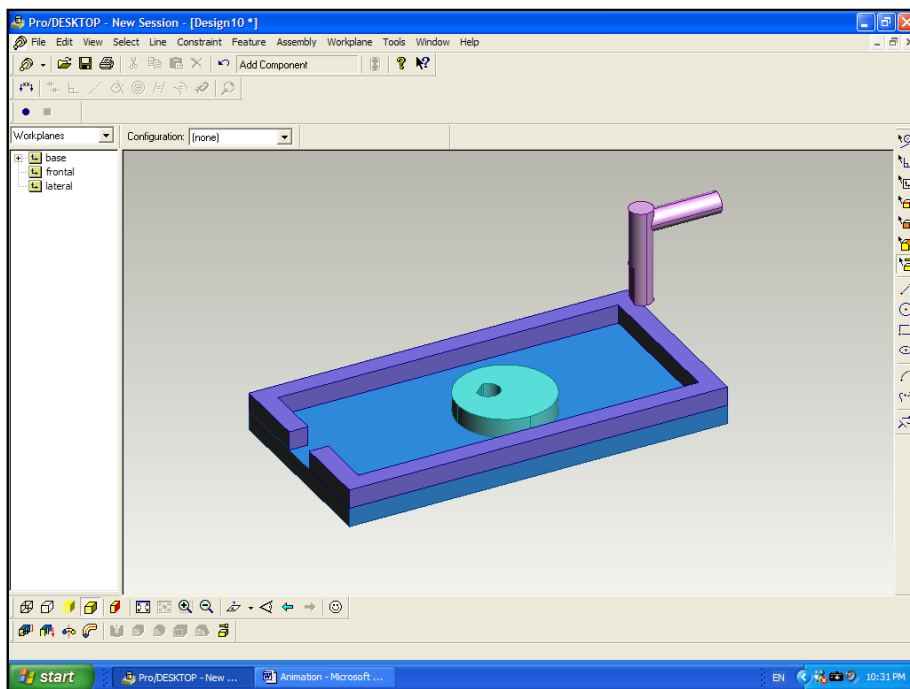 Pro/DESKTOP - New Session - [Design10 *]
File Edit View Select Line Constraint Feature Assembly Workplane Tools Window Help
Add Component
Workplanes Configuration: (none)
base
frontal
lateral
start Pro/DESKTOP - New ... Animation - Microsoft ... EN 10:31 PM